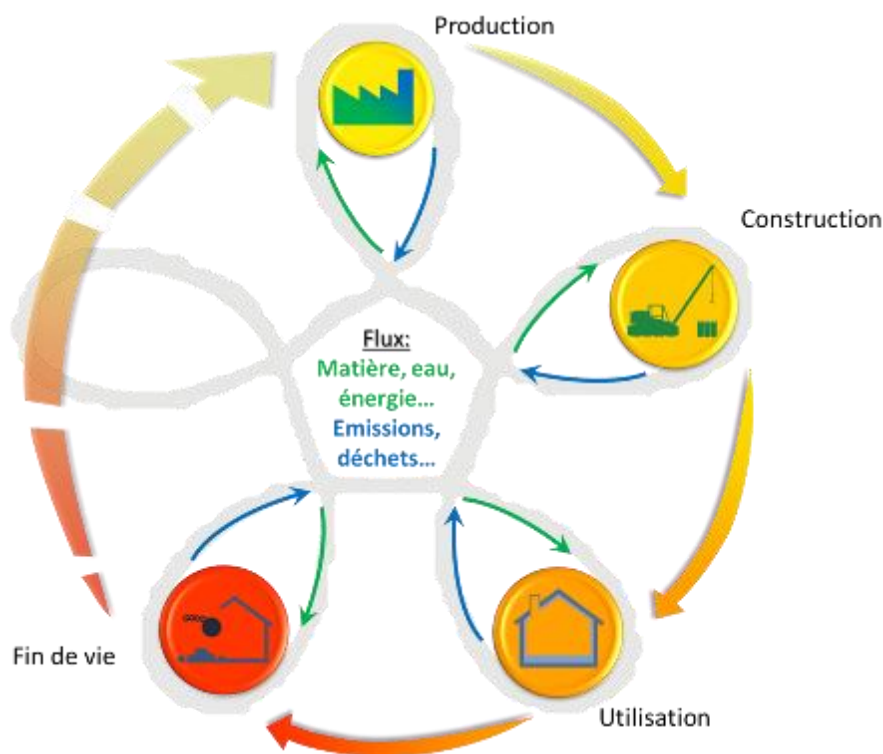 Production
Construction
Flux:
Matière, eau,
énergie...
Emissions,
déchets...
Fin de vie
Utilisation